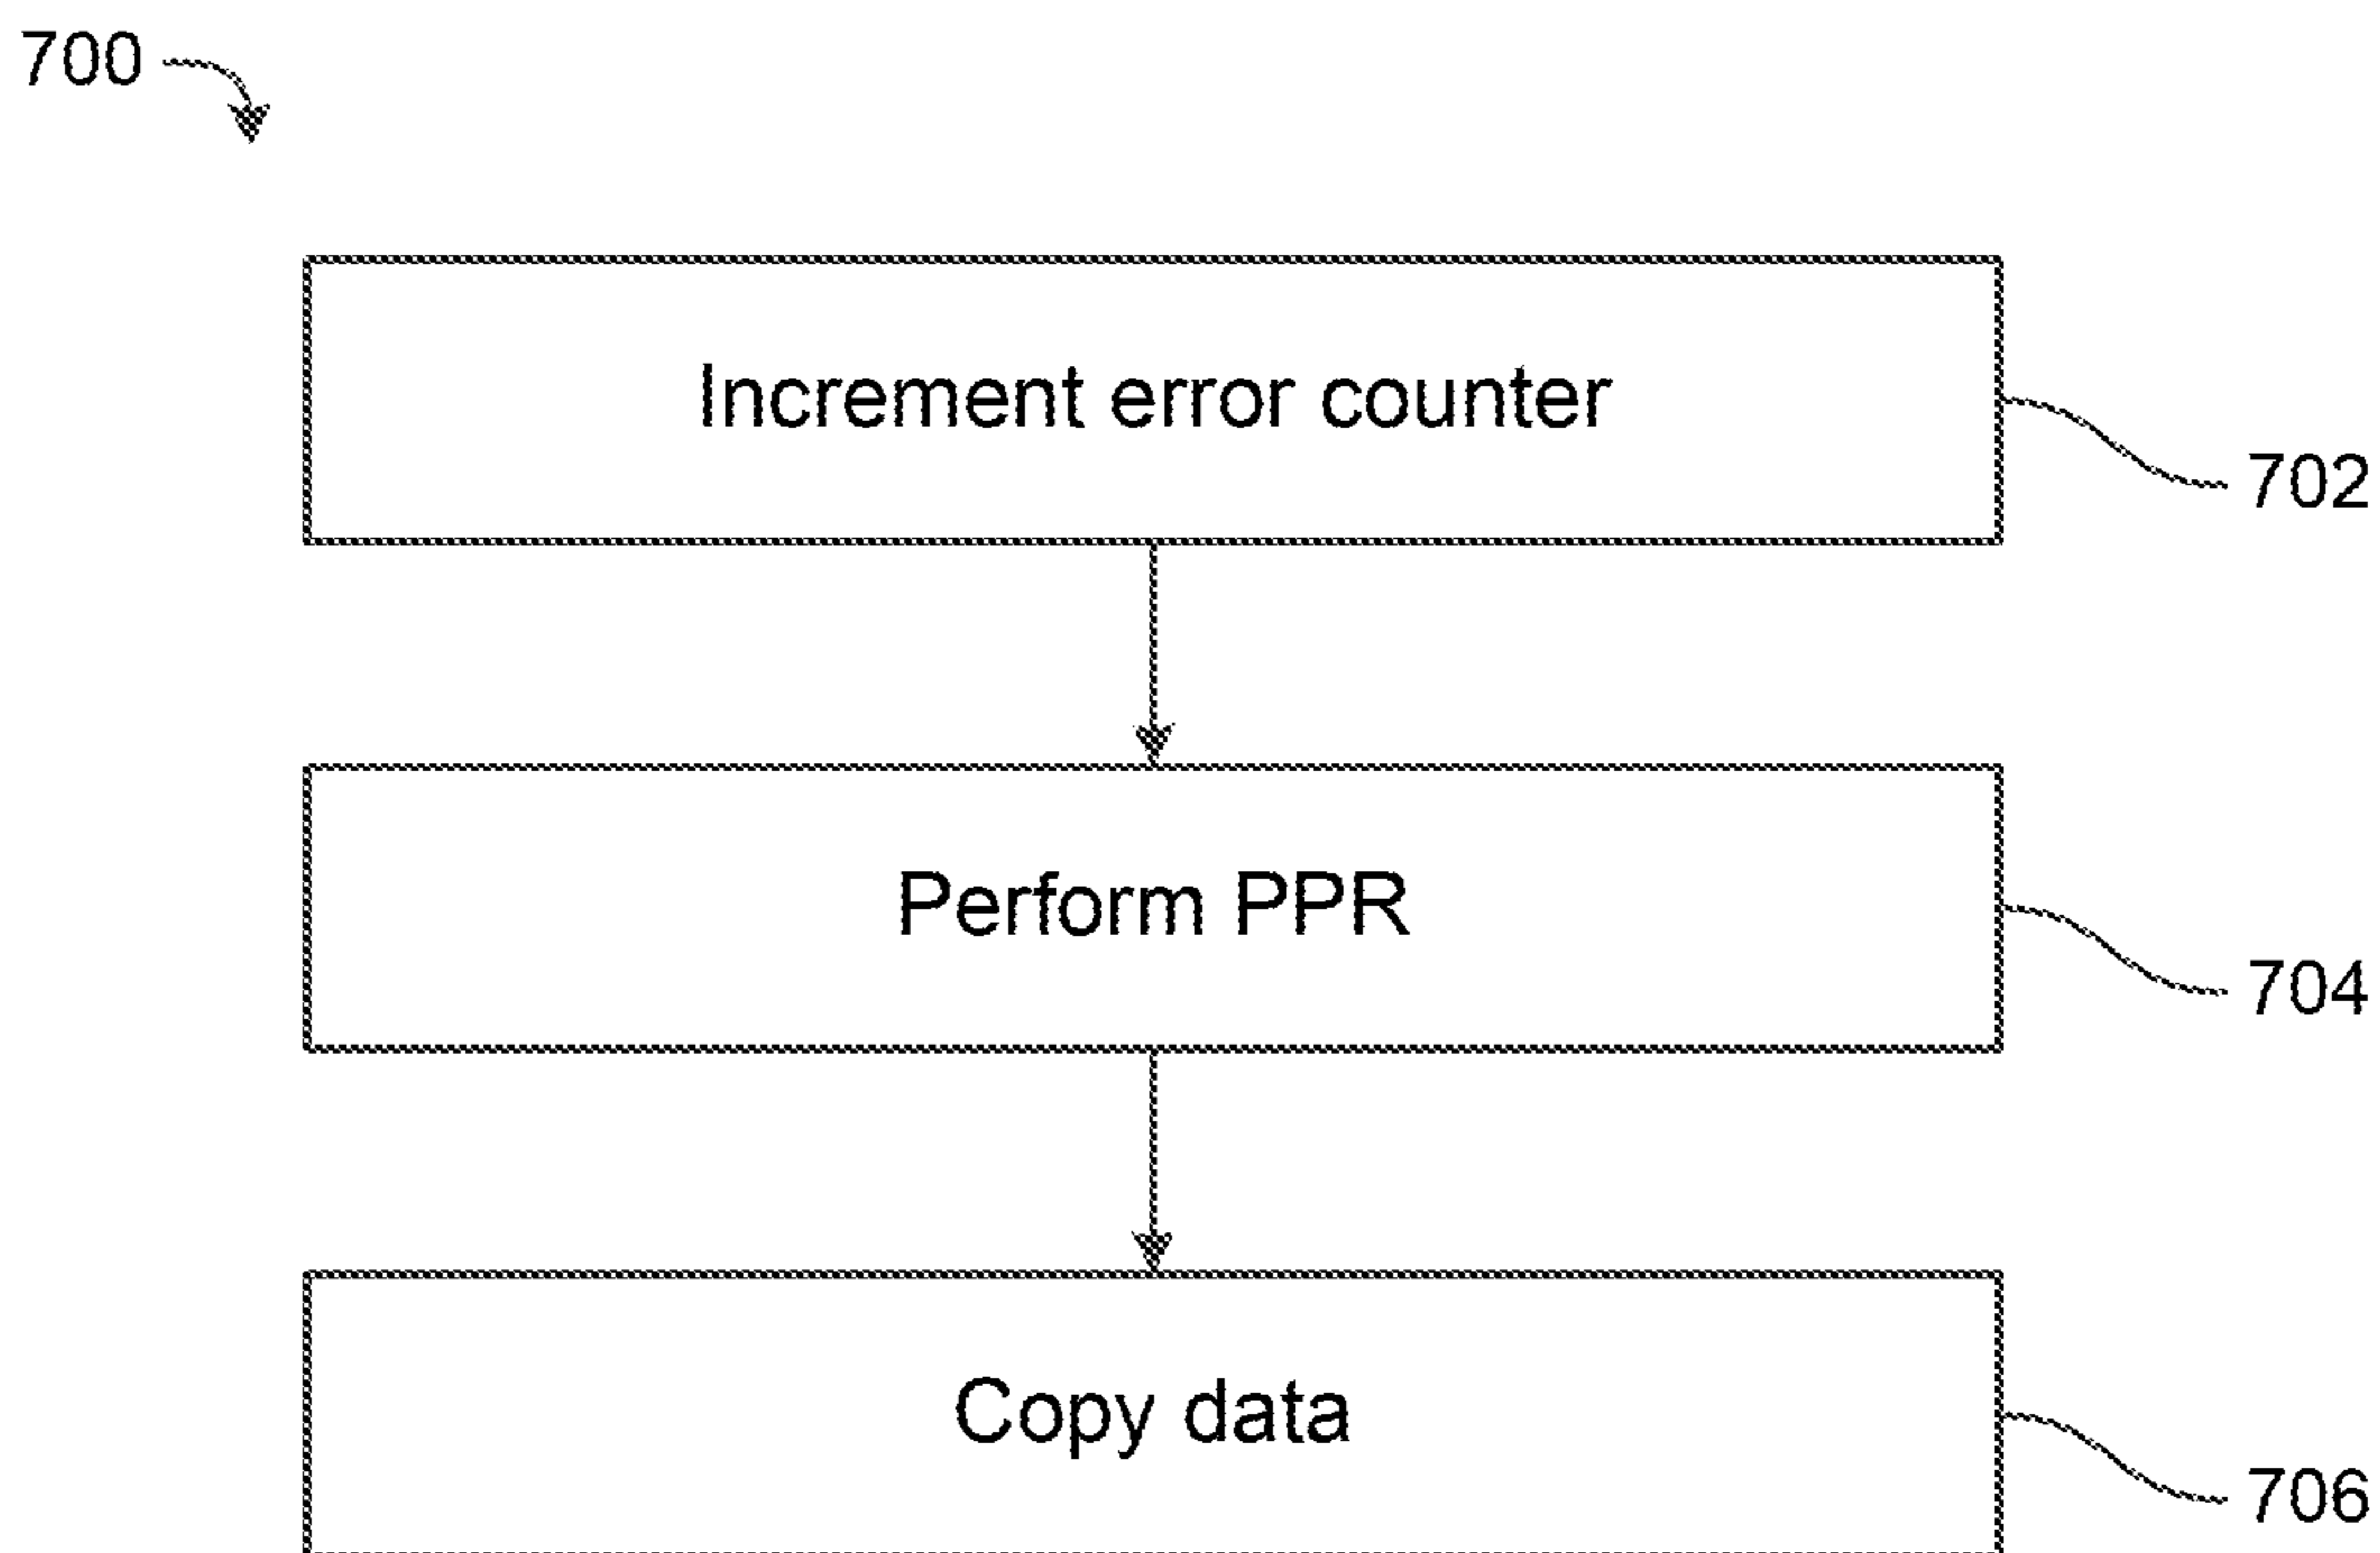 700
Increment error counter
702
Perform PPR
704
Copy data
706